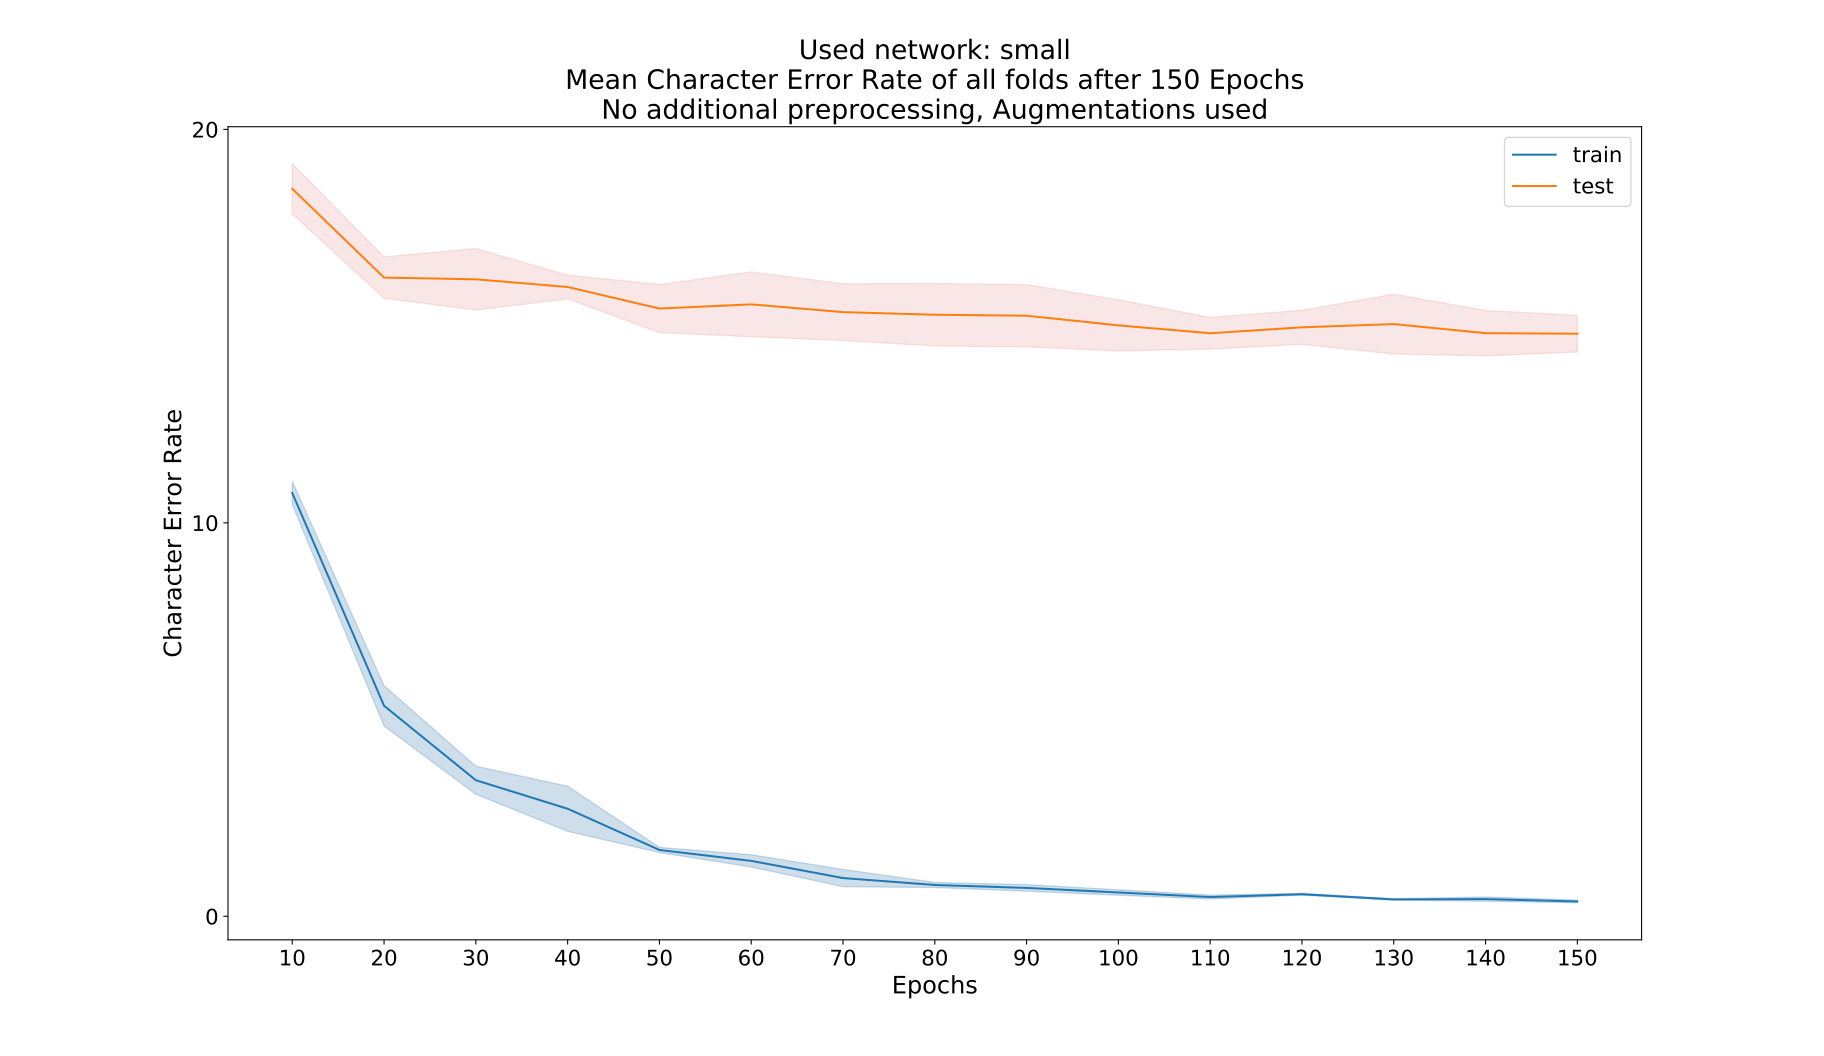 Used network: small
Mean Character Error Rate of all folds after 150 Epochs
No additional preprocessing, Augmentations used
train
test
20
10
0
Character Error Rate
10 20 30 40 50 60 70 80 90 100 110 120 130 140 150
Epochs